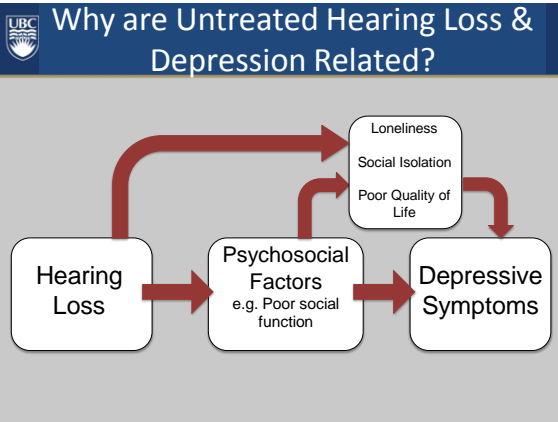 UBC
Why are Untreated Hearing Loss &
Depression Related?
Loneliness
Social Isolation
Poor Quality of
Life
Hearing
Loss
Psychosocial
Factors
e.g. Poor social
function
Depressive
Symptoms